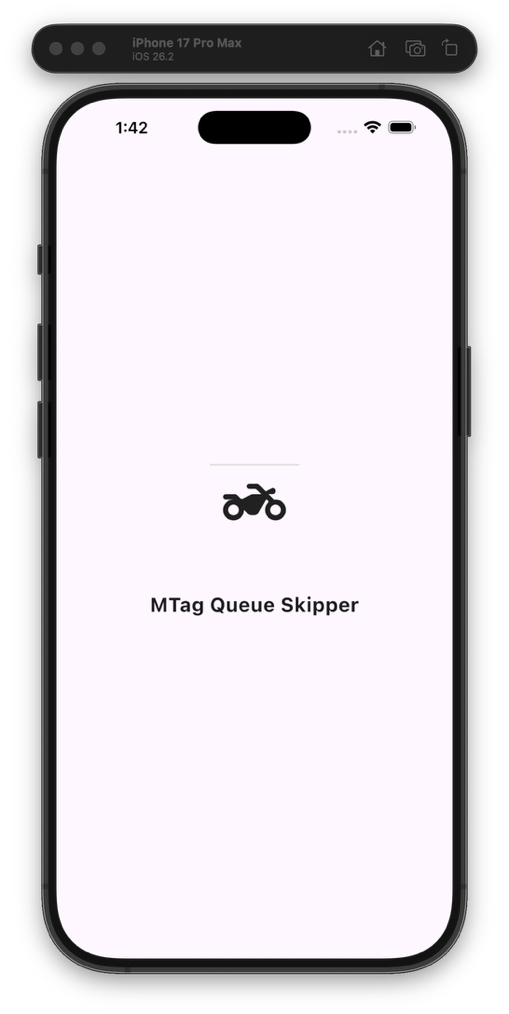 iPhone 17 Pro Max
iOS 26.2
1:42
MTag Queue Skipper